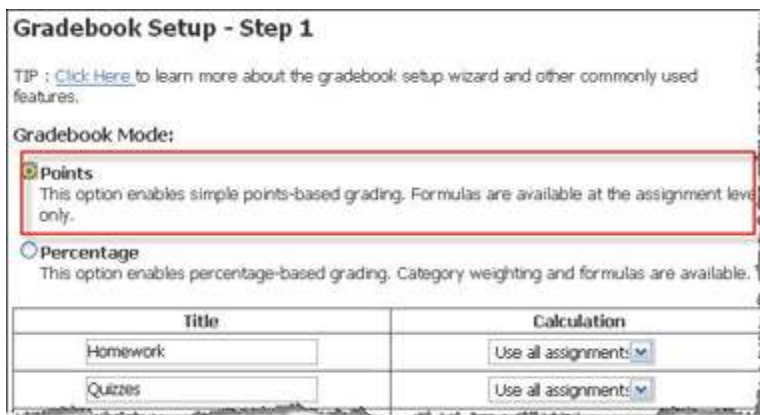 Gradebook Setup - Step 1
TIP : Click Here to learn more about the gradebook setup wizard and other commonly used
features.
Gradebook Mode:
Points
This option enables simple points-based grading. Formulas are available at the assignment leve
only.
Percentage
This option enables percentage-based grading. Category weighting and formulas are available.
Title Calculation
Homework Use all assignments
Quizzes Use all assignments